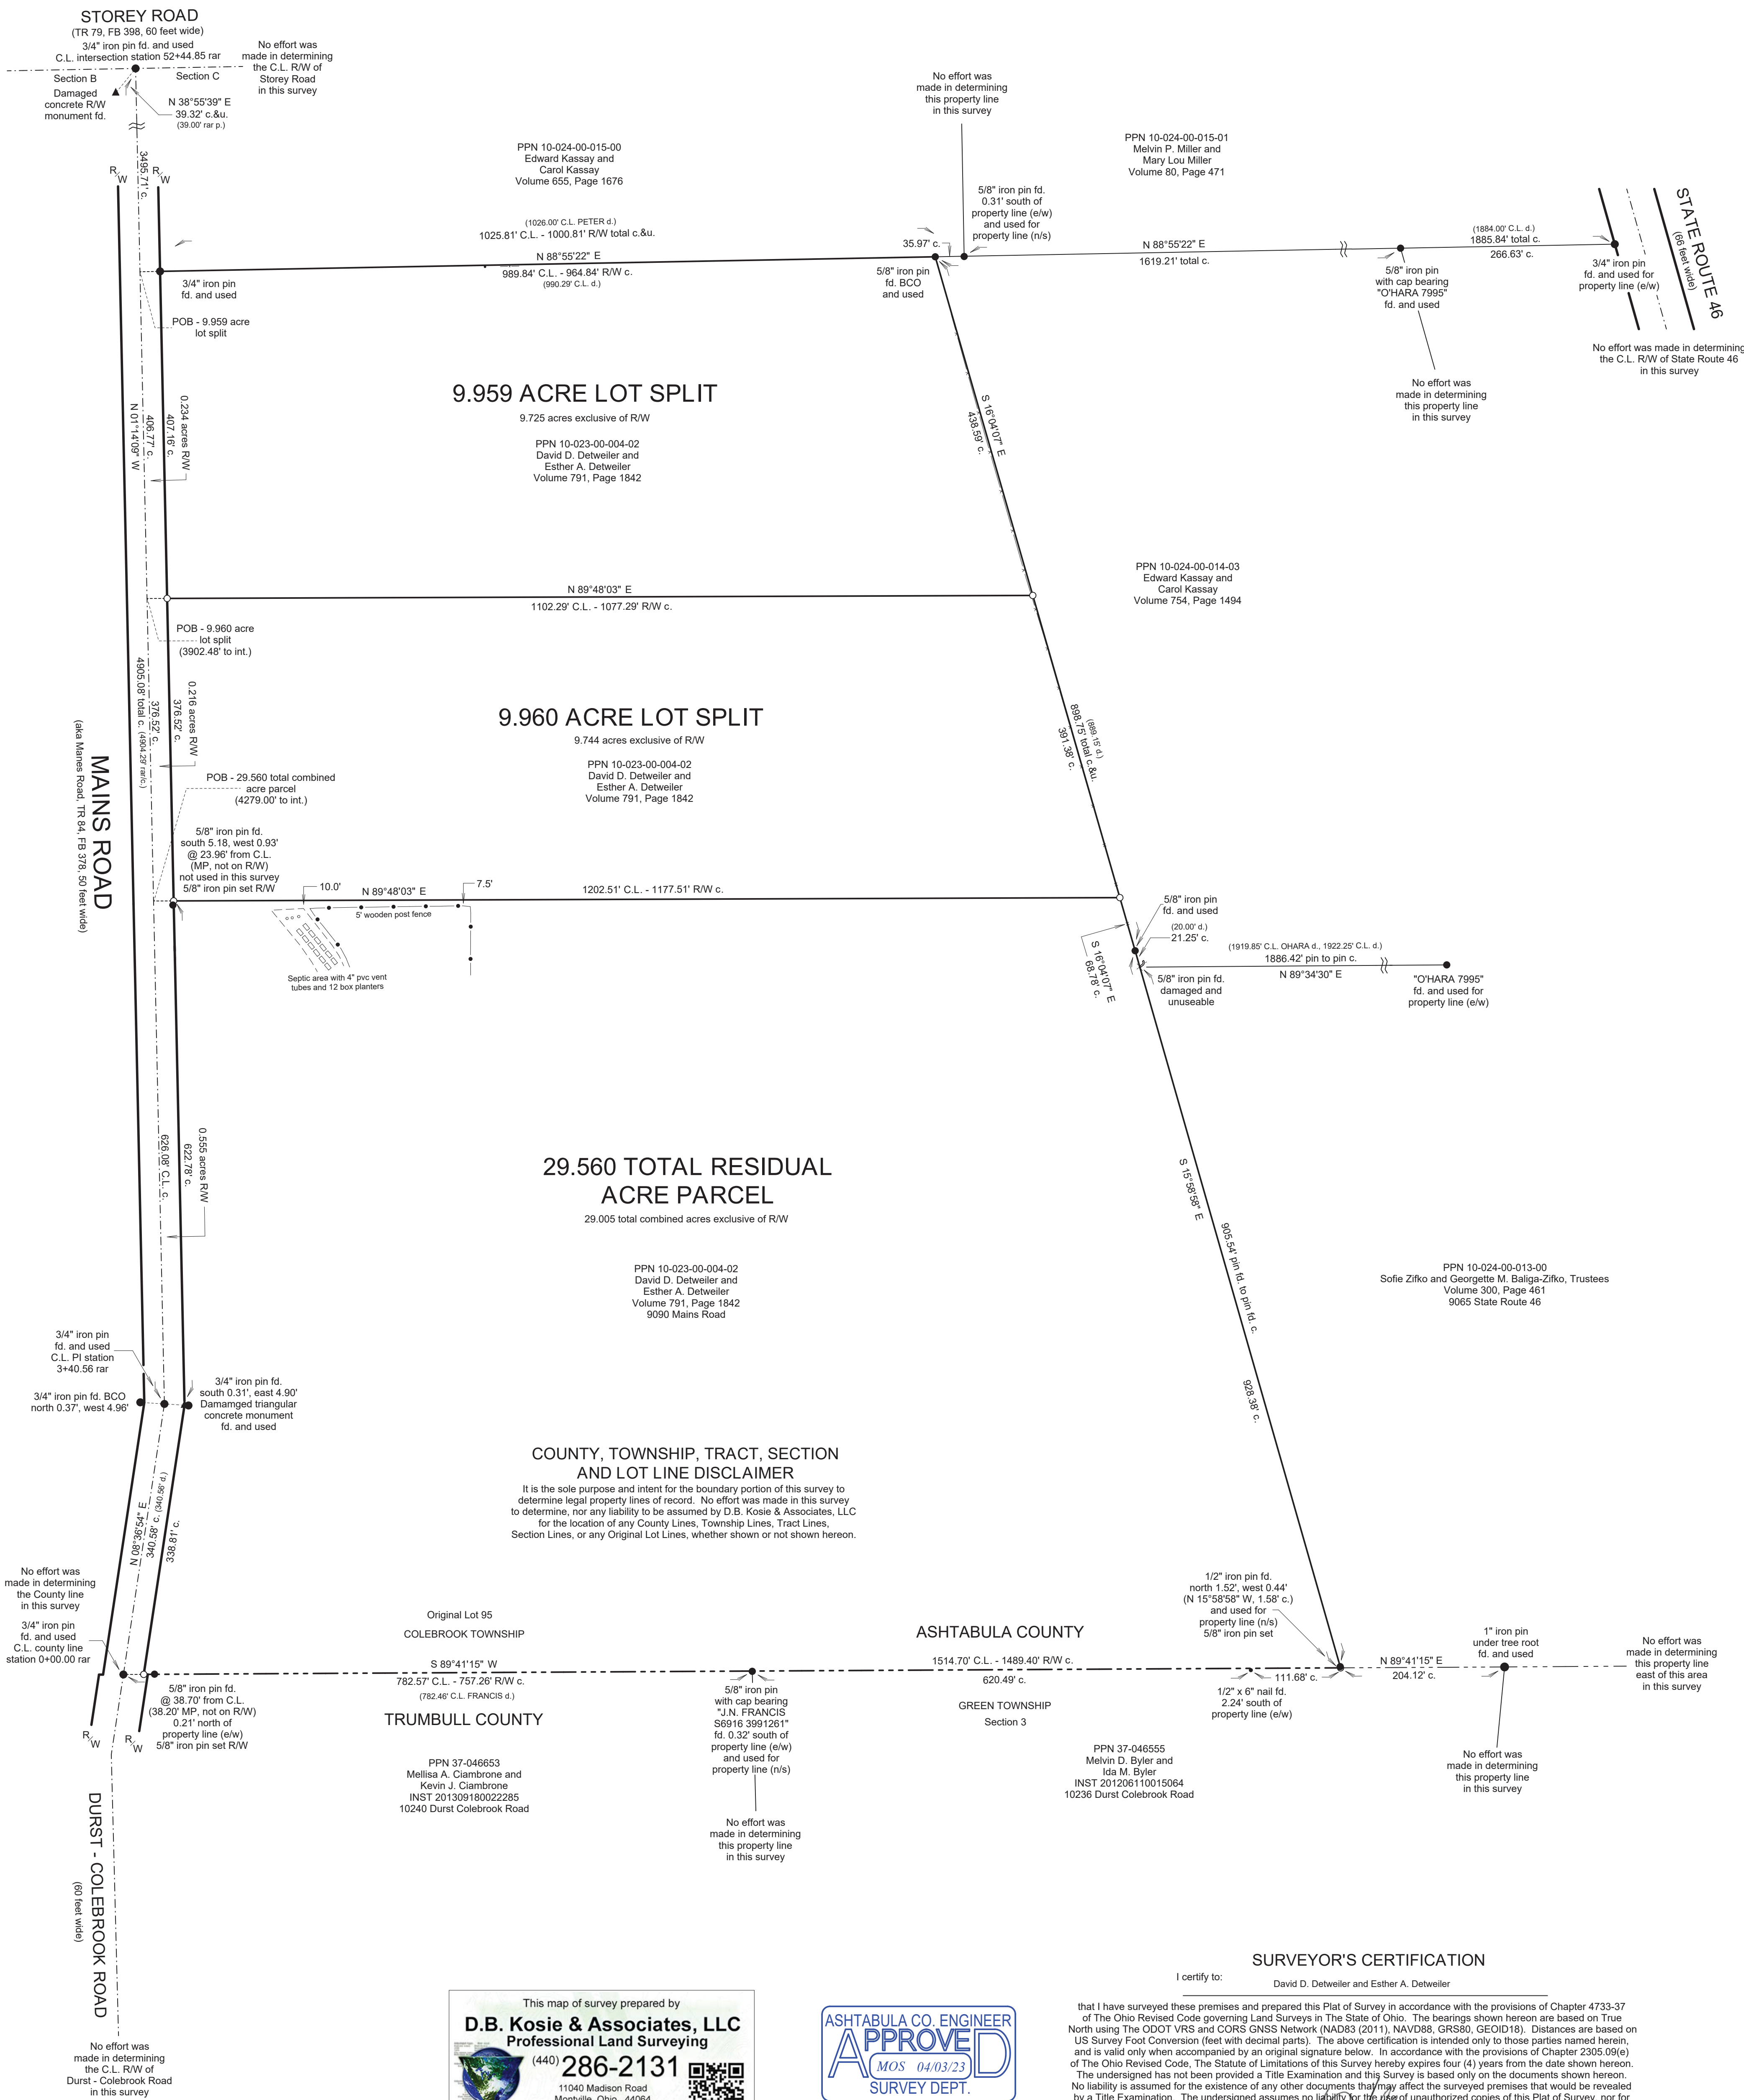 STOREY ROAD
(TR 79, FB 398, 60 feet wide)
3/4" iron pin fd. and used
C.L. intersection station 52+44.85 rar
No effort was
made in determining
the C.L. R/W of
Storey Road
in this survey
Section B
Section C
Damaged
concrete R/W
monument fd.
N 38°55'39" E
39.32' c.&u.
(39.00' rar p.)
3495.71' c.
R/W
R/W
PPN 10-024-00-015-00
Edward Kassay and
Carol Kassay
Volume 655, Page 1676
No effort was
made in determining
this property line
in this survey
PPN 10-024-00-015-01
Melvin P. Miller and
Mary Lou Miller
Volume 80, Page 471
5/8" iron pin fd.
0.31' south of
property line (e/w)
and used for
property line (n/s)
STATE ROUTE 46
(66 feet wide)
(1026.00' C.L. PETER d.)
1025.81' C.L. - 1000.81' R/W total c.&u.
N 88°55'22" E
989.84' C.L. - 964.84' R/W c.
(990.29' C.L. d.)
35.97' c.
5/8" iron pin
fd. BCO
and used
N 88°55'22" E
1619.21' total c.
(1884.00' C.L. d.)
1885.84' total c.
266.63' c.
5/8" iron pin
with cap bearing
"O'HARA 7995"
fd. and used
3/4" iron pin
fd. and used for
property line (e/w)
No effort was made in determining
the C.L. R/W of State Route 46
in this survey
No effort was
made in determining
this property line
in this survey
3/4" iron pin
fd. and used
POB - 9.959 acre
lot split
9.959 ACRE LOT SPLIT
9.725 acres exclusive of R/W
PPN 10-023-00-004-02
David D. Detweiler and
Esther A. Detweiler
Volume 791, Page 1842
N 01°14'09" W
406.77' c.
407.16' c.
0.234 acres R/W
S 16°04'07" E
438.59' c.
N 89°48'03" E
1102.29' C.L. - 1077.29' R/W c.
PPN 10-024-00-014-03
Edward Kassay and
Carol Kassay
Volume 754, Page 1494
POB - 9.960 acre
lot split
(3902.48' to int.)
4905.08' total c. (4904.29' rar/c.)
376.52' c.
376.52' c.
0.216 acres R/W
9.960 ACRE LOT SPLIT
9.744 acres exclusive of R/W
PPN 10-023-00-004-02
David D. Detweiler and
Esther A. Detweiler
Volume 791, Page 1842
(889.15' d.)
898.75' total c.&u.
391.38' c.
MAINS ROAD
(aka Manes Road, TR 84, FB 378, 50 feet wide)
POB - 29.560 total combined
acre parcel
(4279.00' to int.)
5/8" iron pin fd.
south 5.18, west 0.93'
@ 23.96' from C.L.
(MP, not on R/W)
not used in this survey
5/8" iron pin set R/W
10.0'
N 89°48'03" E
7.5'
1202.51' C.L. - 1177.51' R/W c.
5' wooden post fence
Septic area with 4" pvc vent
tubes and 12 box planters
5/8" iron pin
fd. and used
(20.00' d.)
21.25' c.
S 16°04'07" E
68.78' c.
(1919.85' C.L. OHARA d., 1922.25' C.L. d.)
1886.42' pin to pin c.
N 89°34'30" E
5/8" iron pin fd.
damaged and
unuseable
"O'HARA 7995"
fd. and used for
property line (e/w)
626.08' C.L. c.
622.78' c.
0.555 acres R/W
29.560 TOTAL RESIDUAL
ACRE PARCEL
29.005 total combined acres exclusive of R/W
PPN 10-023-00-004-02
David D. Detweiler and
Esther A. Detweiler
Volume 791, Page 1842
9090 Mains Road
S 15°58'58" E
905.54' pin fd. to pin fd. c.
928.38' c.
PPN 10-024-00-013-00
Sofie Zifko and Georgette M. Baliga-Zifko, Trustees
Volume 300, Page 461
9065 State Route 46
3/4" iron pin
fd. and used
C.L. PI station
3+40.56 rar
3/4" iron pin fd. BCO
north 0.37', west 4.96'
3/4" iron pin fd.
south 0.31', east 4.90'
Damamged triangular
concrete monument
fd. and used
COUNTY, TOWNSHIP, TRACT, SECTION
AND LOT LINE DISCLAIMER
It is the sole purpose and intent for the boundary portion of this survey to
determine legal property lines of record. No effort was made in this survey
to determine, nor any liability to be assumed by D.B. Kosie & Associates, LLC
for the location of any County Lines, Township Lines, Tract Lines,
Section Lines, or any Original Lot Lines, whether shown or not shown hereon.
N 08°36'54" E
340.58' c. (340.56' d.)
338.81' c.
No effort was
made in determining
the County line
in this survey
3/4" iron pin
fd. and used
C.L. county line
station 0+00.00 rar
Original Lot 95
COLEBROOK TOWNSHIP
ASHTABULA COUNTY
1/2" iron pin fd.
north 1.52', west 0.44'
(N 15°58'58" W, 1.58' c.)
and used for
property line (n/s)
5/8" iron pin set
1" iron pin
under tree root
fd. and used
No effort was
made in determining
this property line
east of this area
in this survey
S 89°41'15" W
782.57' C.L. - 757.26' R/W c.
(782.46' C.L. FRANCIS d.)
1514.70' C.L. - 1489.40' R/W c.
620.49' c.
111.68' c.
N 89°41'15" E
204.12' c.
5/8" iron pin fd.
@ 38.70' from C.L.
(38.20' MP, not on R/W)
0.21' north of
property line (e/w)
5/8" iron pin set R/W
R/W
R/W
TRUMBULL COUNTY
5/8" iron pin
with cap bearing
"J.N. FRANCIS
S6916 3991261"
fd. 0.32' south of
property line (e/w)
and used for
property line (n/s)
GREEN TOWNSHIP
Section 3
1/2" x 6" nail fd.
2.24' south of
property line (e/w)
PPN 37-046653
Mellisa A. Ciambrone and
Kevin J. Ciambrone
INST 201309180022285
10240 Durst Colebrook Road
PPN 37-046555
Melvin D. Byler and
Ida M. Byler
INST 201206110015064
10236 Durst Colebrook Road
No effort was
made in determining
this property line
in this survey
No effort was
made in determining
this property line
in this survey
DURST - COLEBROOK ROAD
(60 feet wide)
No effort was
made in determining
the C.L. R/W of
Durst - Colebrook Road
in this survey
This map of survey prepared by
D.B. Kosie & Associates, LLC
Professional Land Surveying
(440) 286-2131
11040 Madison Road
Montville, Ohio 44064
ASHTABULA CO. ENGINEER
APPROVED
MOS 04/03/23
SURVEY DEPT.
SURVEYOR'S CERTIFICATION
I certify to:
David D. Detweiler and Esther A. Detweiler
that I have surveyed these premises and prepared this Plat of Survey in accordance with the provisions of Chapter 4733-37
of The Ohio Revised Code governing Land Surveys in The State of Ohio. The bearings shown hereon are based on True
North using The ODOT VRS and CORS GNSS Network (NAD83 (2011), NAVD88, GRS80, GEOID18). Distances are based on
US Survey Foot Conversion (feet with decimal parts). The above certification is intended only to those parties named herein,
and is valid only when accompanied by an original signature below. In accordance with the provisions of Chapter 2305.09(e)
of The Ohio Revised Code, The Statute of Limitations of this Survey hereby expires four (4) years from the date shown hereon.
The undersigned has not been provided a Title Examination and this Survey is based only on the documents shown hereon.
No liability is assumed for the existence of any other documents that may affect the surveyed premises that would be revealed
by a Title Examination. The undersigned assumes no liability for the use of unauthorized copies of this Plat of Survey, nor for